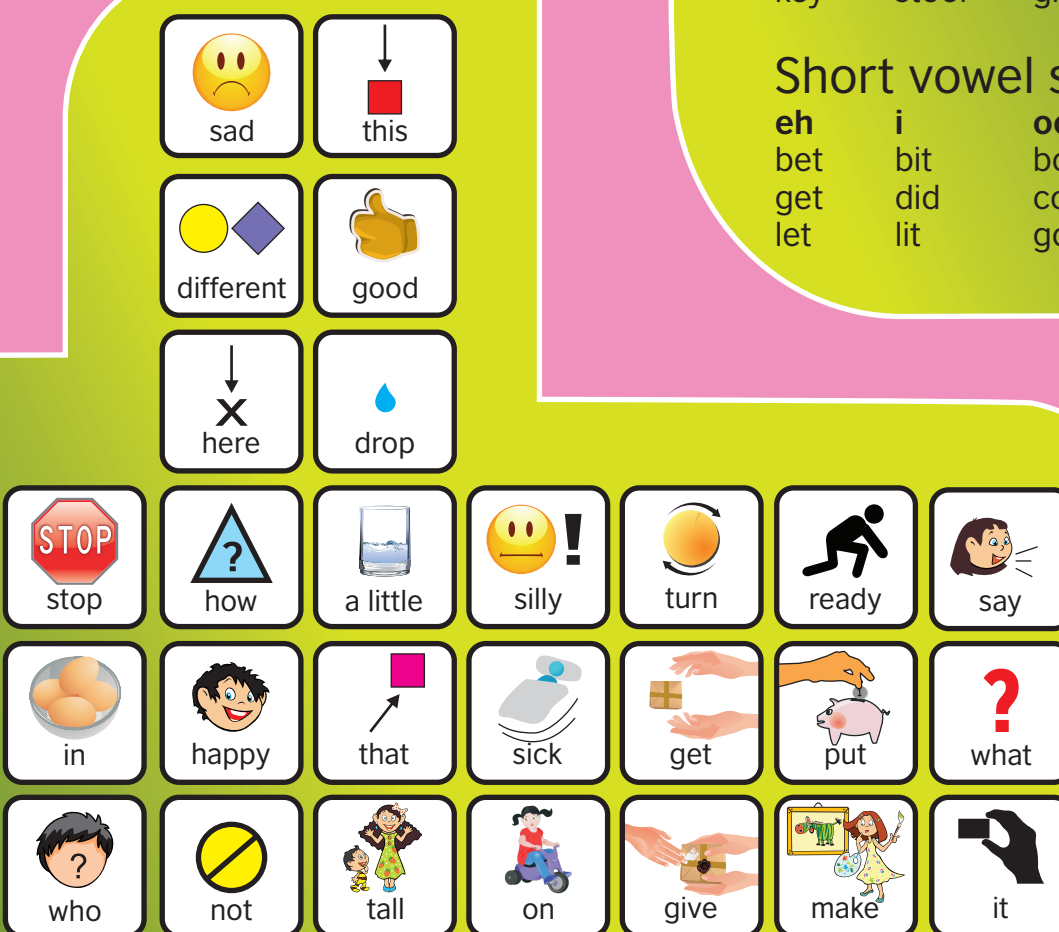 Short vowel
eh i
bet bit
get did
let lit
sad this
different good
?
here drop
STOP
?
!
stop how a little silly turn ready say
?
in happy that sick get put what
?
who not tall on give make it